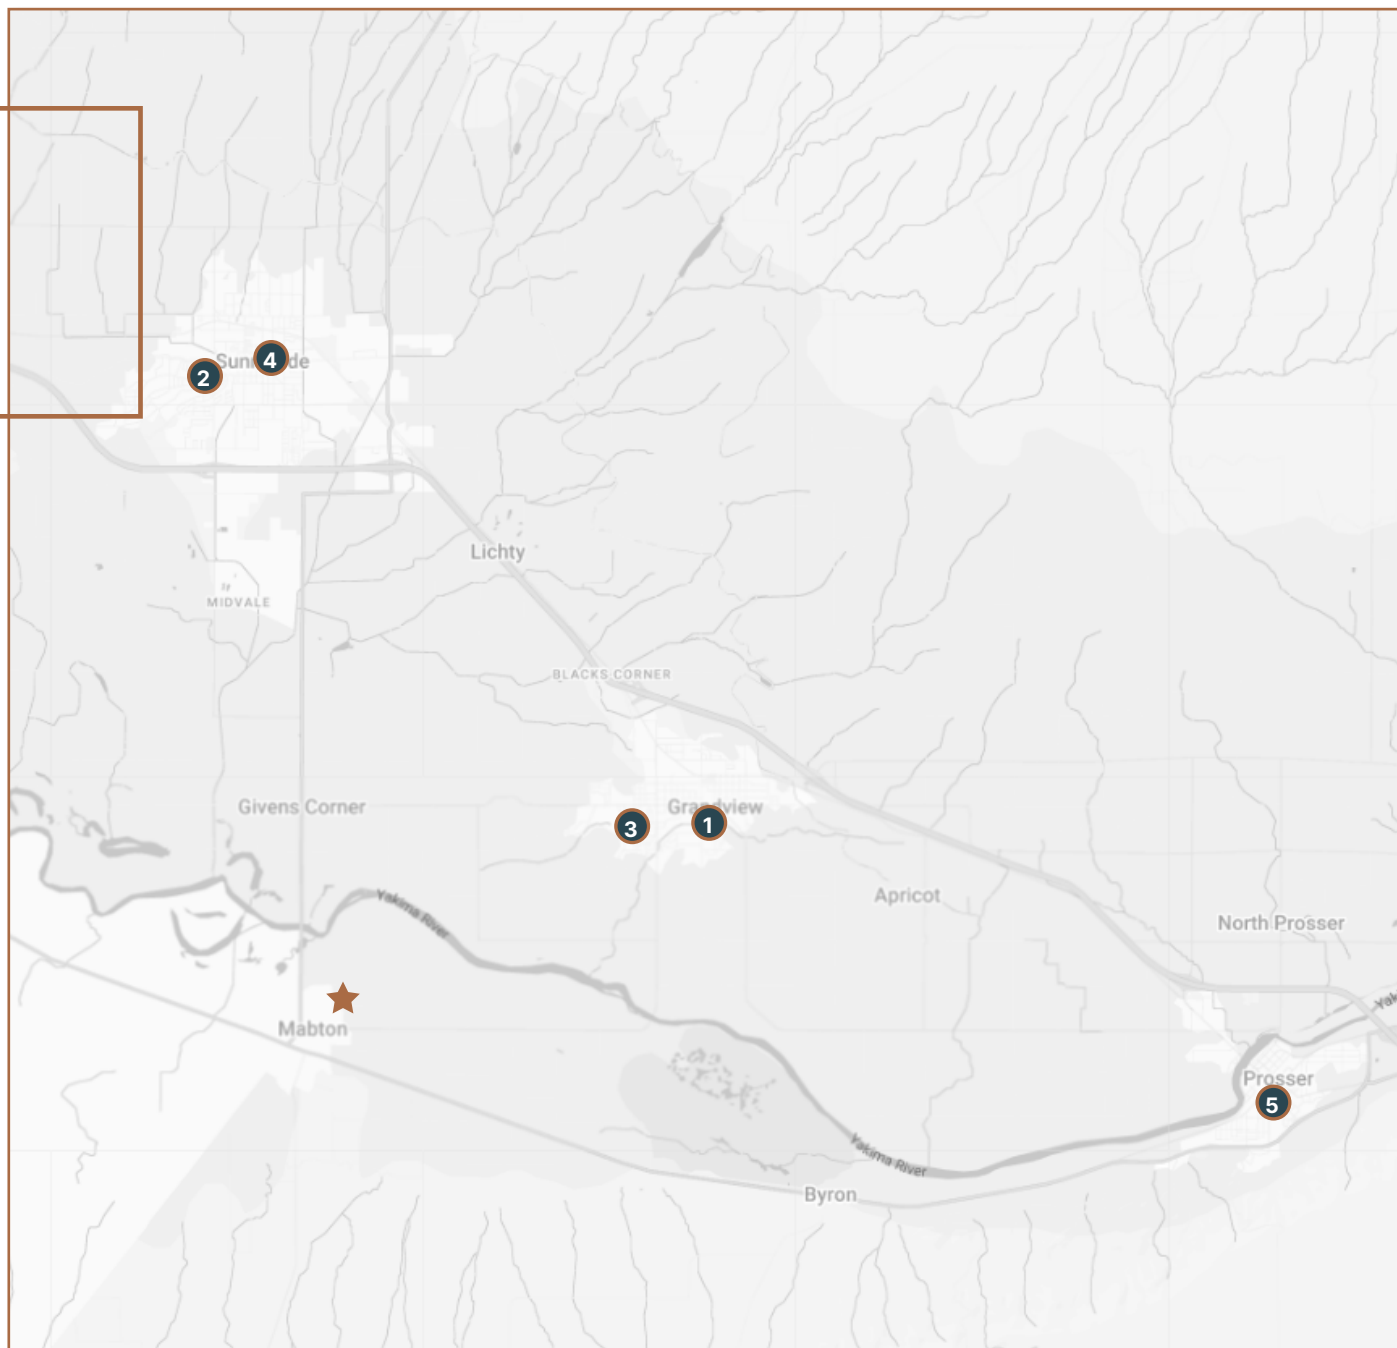 4
2
Lichty
MIDVALE
BLACKS CORNER
Givens Corner
Grandview
3
1
Yakima River
Apricot
North Prosser
Mabton
Prosser
5
Yakima River
Byron